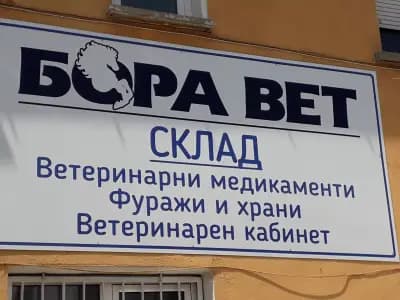 БОРА ВЕТ
СКЛАД
Ветеринарни медикаменти
Фуражи и храни
Ветеринарен кабинет